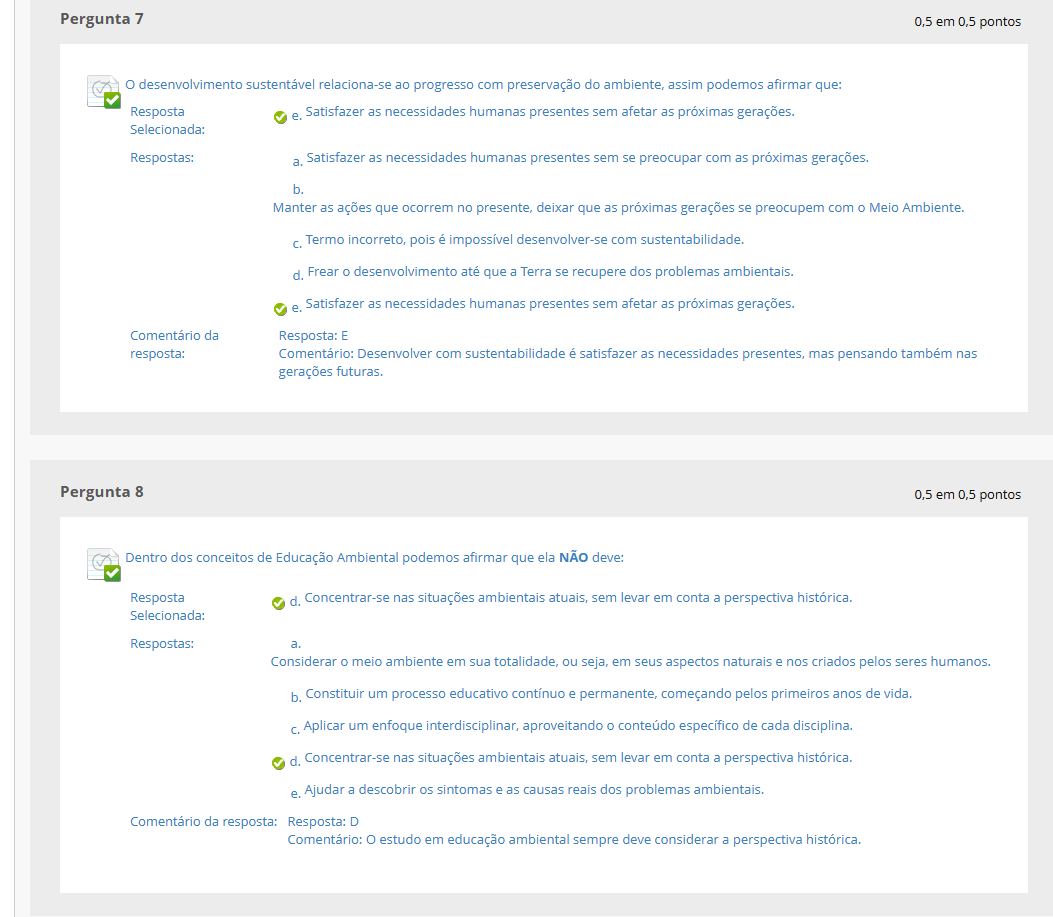 Pergunta 7
0,5 em 0,5 pontos
O desenvolvimento sustentável relaciona-se ao progresso com preservação do ambiente, assim podemos afirmar que:
Resposta
Selecionada:
e. Satisfazer as necessidades humanas presentes sem afetar as próximas gerações.
Respostas:
a. Satisfazer as necessidades humanas presentes sem se preocupar com as próximas gerações.
b.
Manter as ações que ocorrem no presente, deixar que as próximas gerações se preocupem com o Meio Ambiente.
c. Termo incorreto, pois é impossível desenvolver-se com sustentabilidade.
d. Frear o desenvolvimento até que a Terra se recupere dos problemas ambientais.
e. Satisfazer as necessidades humanas presentes sem afetar as próximas gerações.
Comentário da
resposta:
Resposta: E
Comentário: Desenvolver com sustentabilidade é satisfazer as necessidades presentes, mas pensando também nas
gerações futuras.
Pergunta 8
0,5 em 0,5 pontos
Dentro dos conceitos de Educação Ambiental podemos afirmar que ela NÃO deve:
Resposta
Selecionada:
d. Concentrar-se nas situações ambientais atuais, sem levar em conta a perspectiva histórica.
Respostas:
a.
Considerar o meio ambiente em sua totalidade, ou seja, em seus aspectos naturais e nos criados pelos seres humanos.
b. Constituir um processo educativo contínuo e permanente, começando pelos primeiros anos de vida.
c. Aplicar um enfoque interdisciplinar, aproveitando o conteúdo específico de cada disciplina.
d. Concentrar-se nas situações ambientais atuais, sem levar em conta a perspectiva histórica.
e. Ajudar a descobrir os sintomas e as causas reais dos problemas ambientais.
Comentário da resposta:
Resposta: D
Comentário: O estudo em educação ambiental sempre deve considerar a perspectiva histórica.